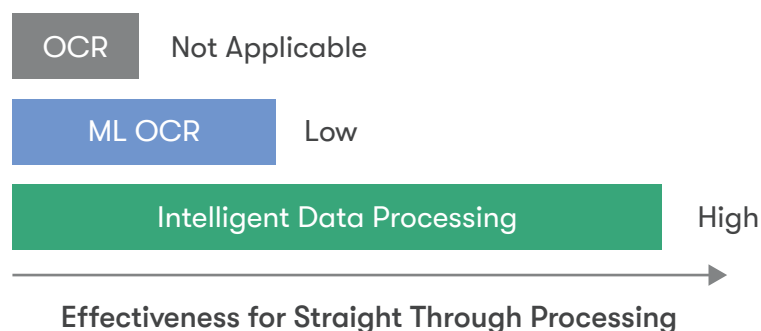 OCR Not Applicable
ML OCR Low
Intelligent Data Processing High
Effectiveness for Straight Through Processing